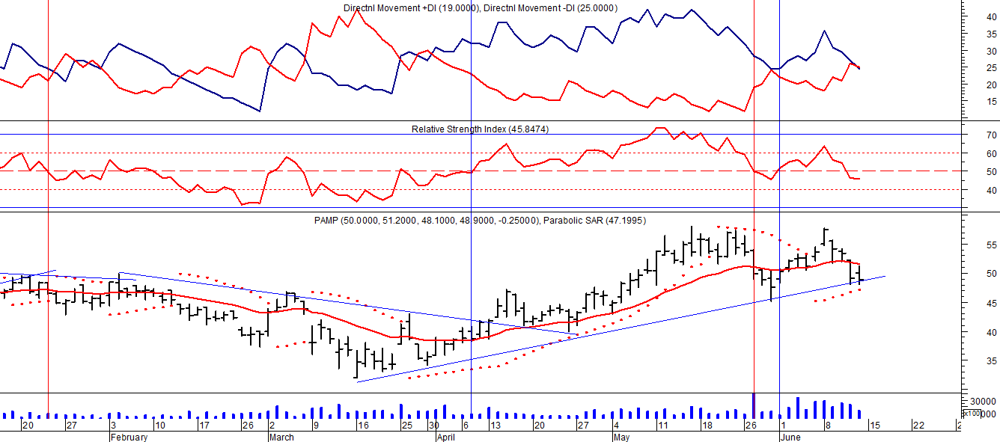 Directnl Movement +DI (19.0000), Directnl Movement -DI (25.0000)
40
35
30
25
20
15
Relative Strength Index (45.8474)
70
60
50
40
PAMP (50.0000, 51.2000, 48.1000, 48.9000, -0.25000), Parabolic SAR (47.1995)
55
50
45
40
35
30000
x100
20 27 3 10 17 26 2 9 16 25 30 6 13 20 27 4 11 18 26 1 8 15 22 2
February March April May June